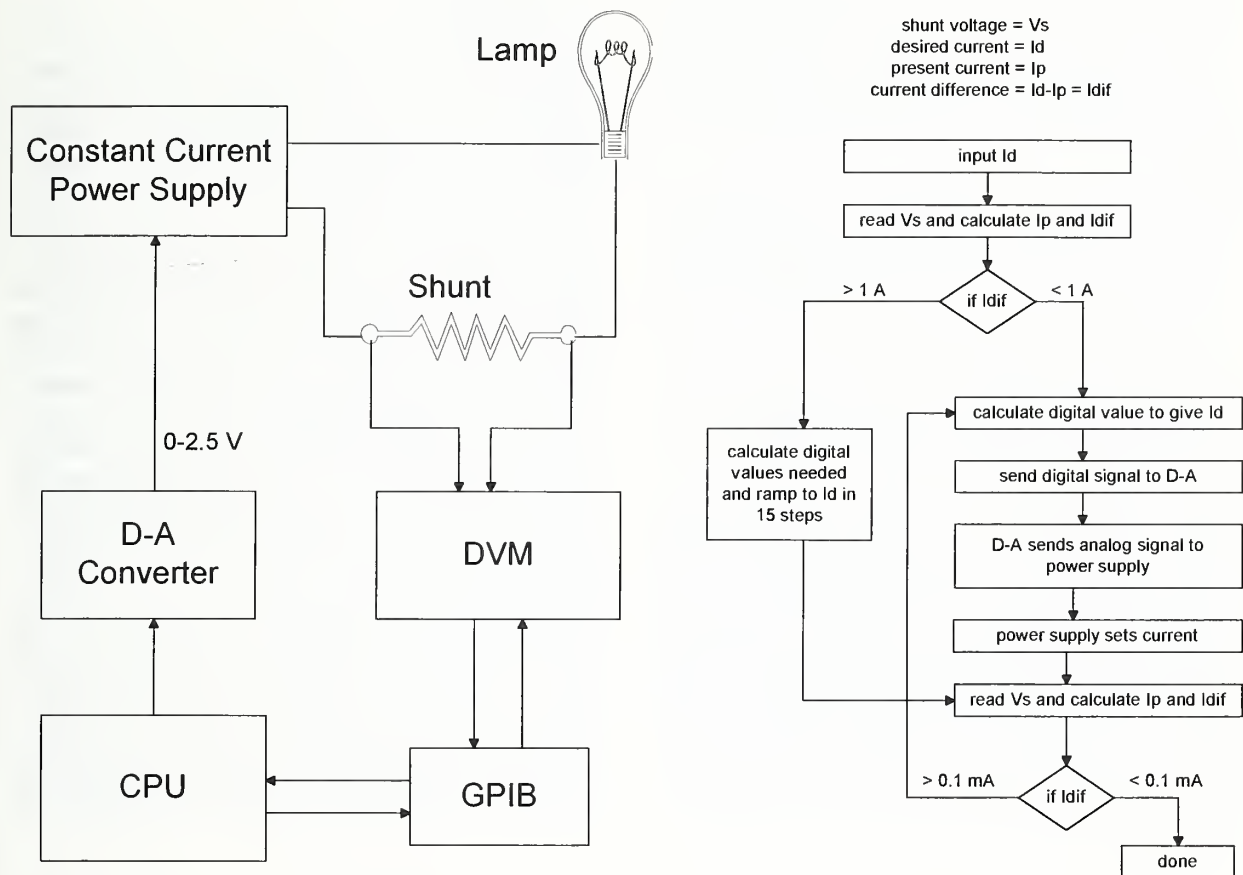 Lamp
Constant Current
Power Supply
Shunt
0-2.5 V
D-A
Converter
DVM
CPU
GPIB
shunt voltage = Vs
desired current = Id
present current = Ip
current difference = Id-Ip = Idif
input Id
read Vs and calculate Ip and Idif
> 1 A
if Idif
< 1 A
calculate digital
values needed
and ramp to Id in
15 steps
calculate digital value to give Id
send digital signal to D-A
D-A sends analog signal to
power supply
power supply sets current
read Vs and calculate Ip and Idif
> 0.1 mA
if Idif
< 0.1 mA
done